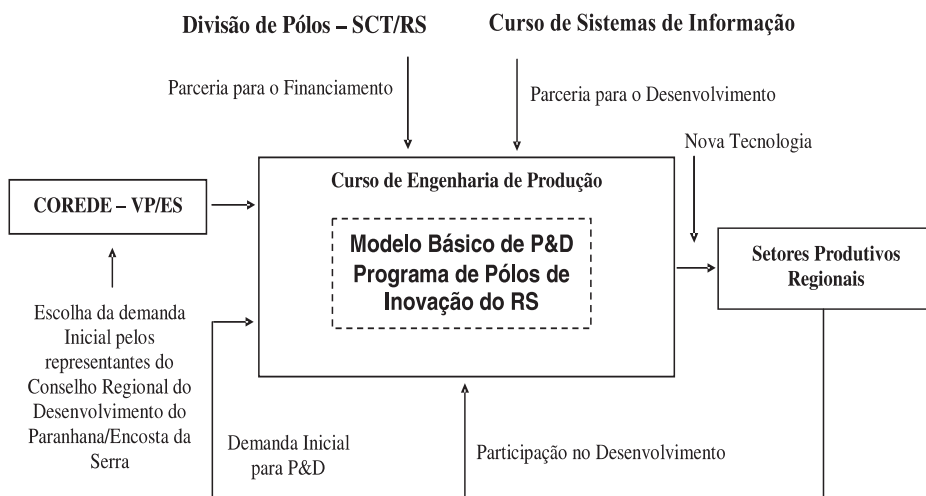 Divisão de Pólos – SCT/RS
Curso de Sistemas de Informação
Parceria para o Financiamento
Parceria para o Desenvolvimento
Nova Tecnologia
Curso de Engenharia de Produção
COREDE – VP/ES
Modelo Básico de P&D
Programa de Pólos de
Inovação do RS
Setores Produtivos
Regionais
Escolha da demanda
Inicial pelos
representantes do
Conselho Regional do
Desenvolvimento do
Paranhana/Encosta da
Serra
Demanda Inicial
para P&D
Participação no Desenvolvimento